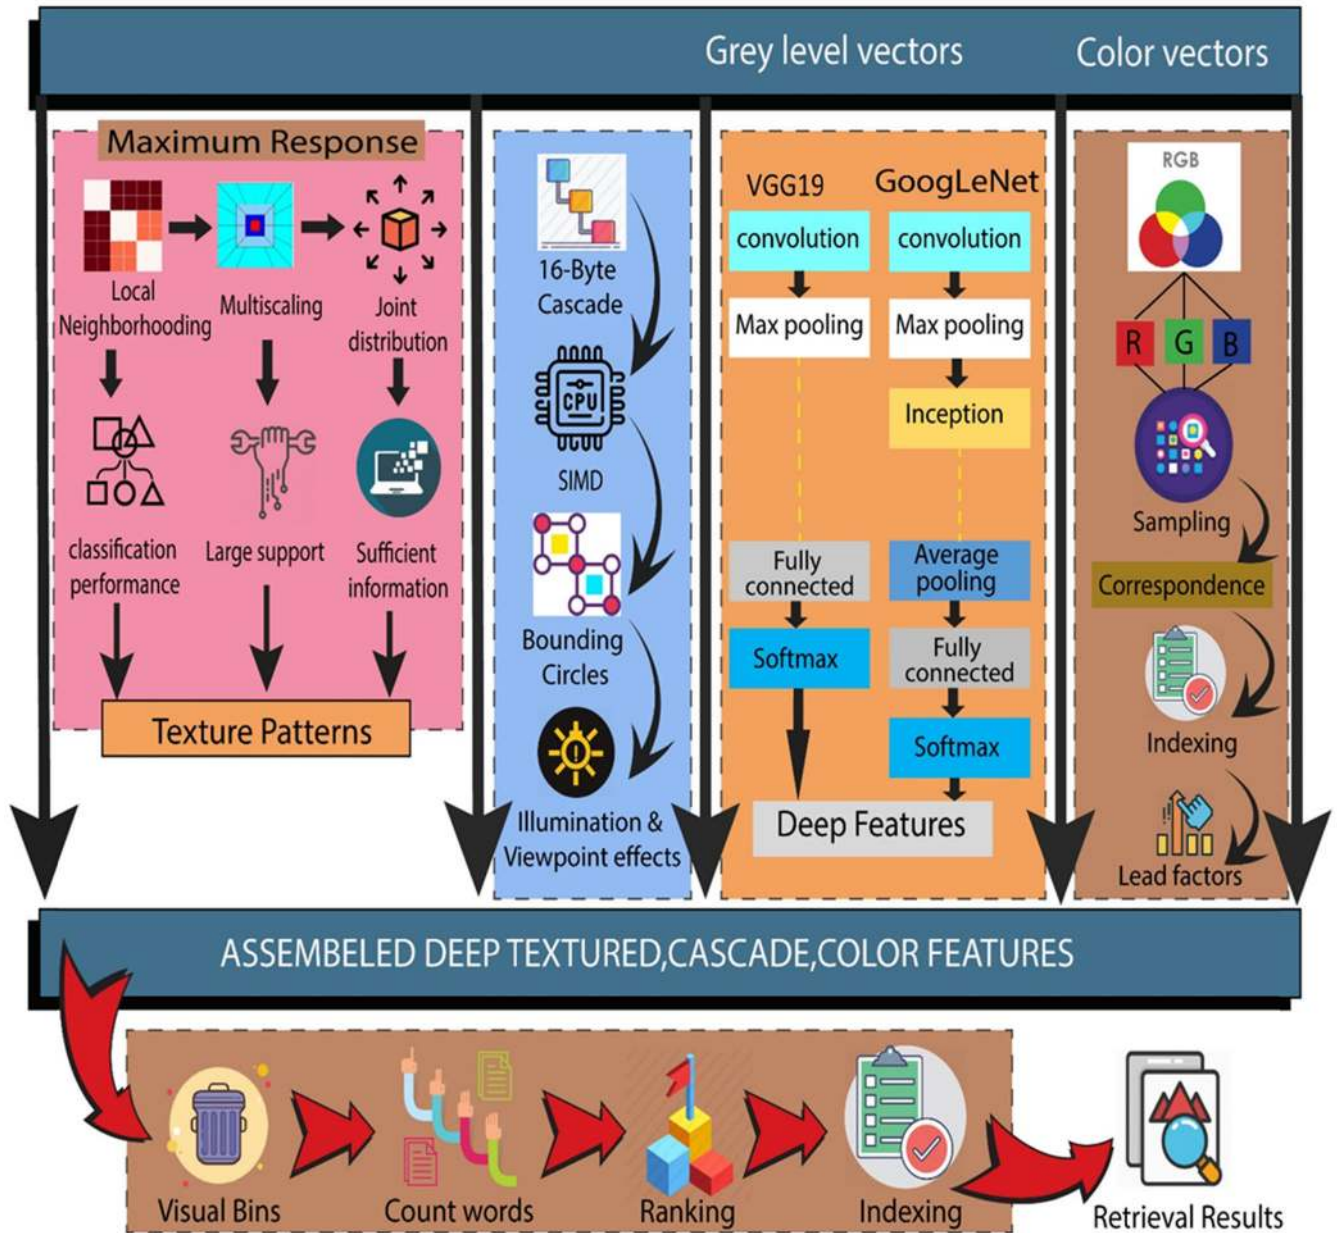 Grey level vectors
Color vectors
Maximum Response
Local
Neighborhooding
Multiscaling
Joint
distribution
classification
performance
Large support
Sufficient
information
Texture Patterns
16-Byte
Cascade
CPU
SIMD
Bounding
Circles
Illumination &
Viewpoint effects
VGG19
convolution
Max pooling
Fully
connected
Softmax
GoogLeNet
convolution
Max pooling
Inception
Average
pooling
Fully
connected
Softmax
Deep Features
RGB
R G B
Sampling
Correspondence
Indexing
Lead factors
ASSEMBELED DEEP TEXTURED,CASCADE,COLOR FEATURES
Visual Bins
Count words
Ranking
Indexing
Retrieval Results